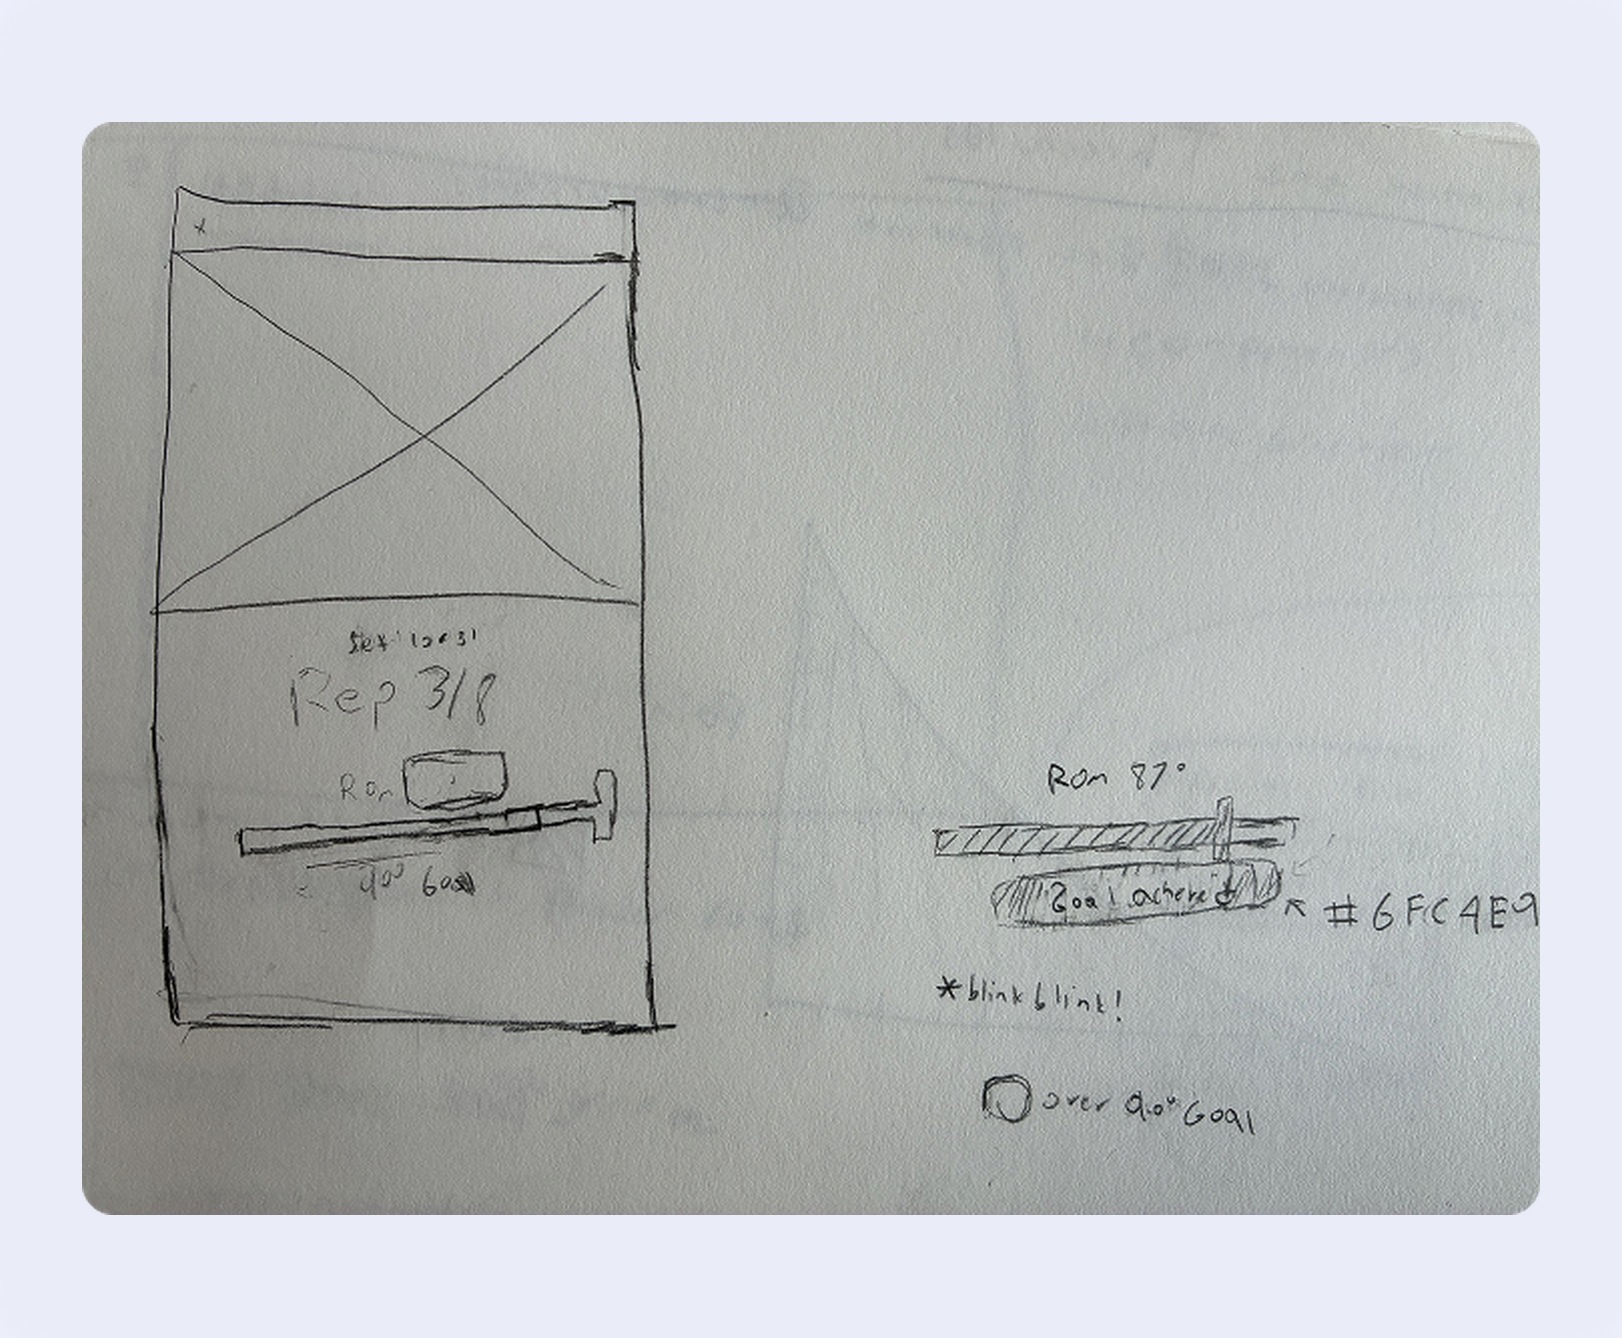 x
Set 1 of 3
Rep 3/8
Rom
90° Goal
Rom 87°
Goal achieved
#6FC4E9
*blink blink!
over 90° Goal